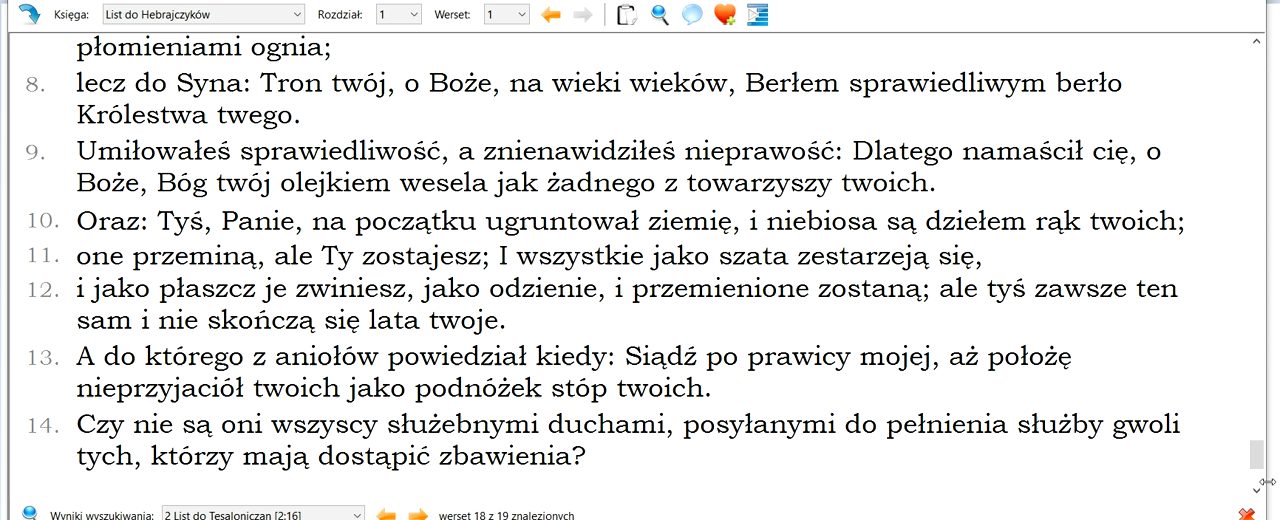 Księga: List do Hebrajczyków Rozdział: 1 Werset: 1
płomieniami ognia;
8. lecz do Syna: Tron twój, o Boże, na wieki wieków, Berłem sprawiedliwym berło
Królestwa twego.
9. Umiłowałeś sprawiedliwość, a znienawidziłeś nieprawość: Dlatego namaścił cię, o
Boże, Bóg twój olejkiem wesela jak żadnego z towarzyszy twoich.
10. Oraz: Tyś, Panie, na początku ugruntował ziemię, i niebiosa są dziełem rąk twoich;
11. one przeminą, ale Ty zostajesz; I wszystkie jako szata zestarzeją się,
12. i jako płaszcz je zwiniesz, jako odzienie, i przemienione zostaną; ale tyś zawsze ten
sam i nie skończą się lata twoje.
13. A do którego z aniołów powiedział kiedy: Siądź po prawicy mojej, aż położę
nieprzyjaciół twoich jako podnóżek stóp twoich.
14. Czy nie są oni wszyscy służebnymi duchami, posyłanymi do pełnienia służby gwoli
tych, którzy mają dostąpić zbawienia?
Wyniki wyszukiwania: 2 List do Tesaloniczan [2:16] werset 18 z 19 znalezionych